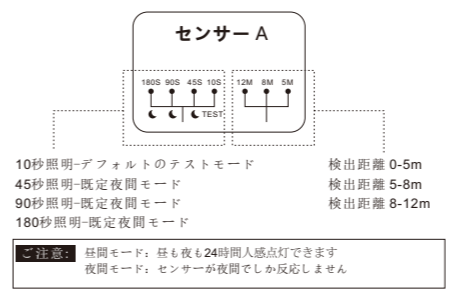 センサー A
180S 90S 45S 10S 12M 8M 5M
TEST
10秒照明-デフォルトのテストモード 検出距離 0-5m
45秒照明-既定夜間モード 検出距離 5-8m
90秒照明-既定夜間モード 検出距離 8-12m
180秒照明-既定夜間モード
ご注意: 昼間モード: 昼も夜も24時間人感点灯できます
夜間モード: センサーが夜間でしか反応しません